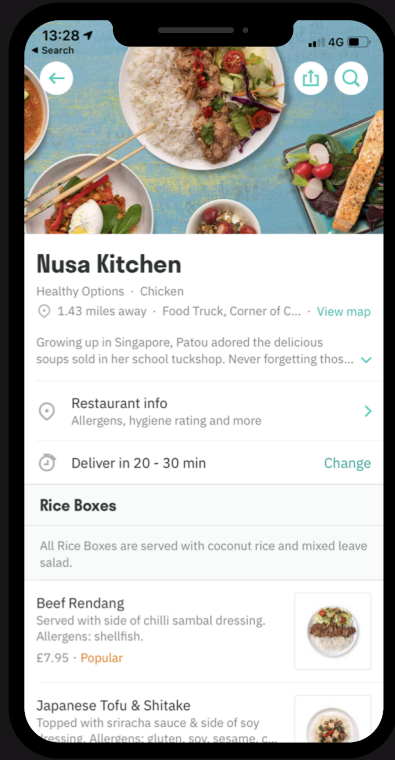 13:28
◀ Search
4G
Nusa Kitchen
Healthy Options · Chicken
1.43 miles away · Food Truck, Corner of C... · View map
Growing up in Singapore, Patou adored the delicious
soups sold in her school tuckshop. Never forgetting thos...
Restaurant info
Allergens, hygiene rating and more
Deliver in 20 - 30 min
Change
Rice Boxes
All Rice Boxes are served with coconut rice and mixed leave
salad.
Beef Rendang
Served with side of chilli sambal dressing.
Allergens: shellfish.
£7.95 · Popular
Japanese Tofu & Shitake
Topped with sriracha sauce & side of soy
dressing. Allergens: gluten, soy, sesame, c...